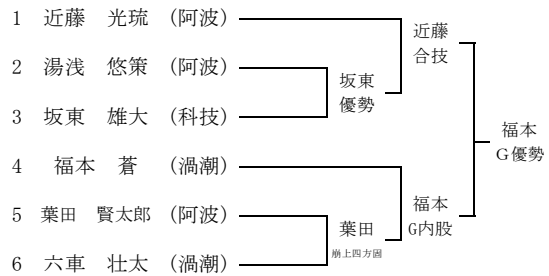 1 近藤 光琉 (阿波)
2 湯浅 悠策 (阿波)
3 坂東 雄大 (科技)
4 福本 蒼 (渦潮)
5 葉田 賢太郎 (阿波)
6 六車 壮太 (渦潮)
坂東
優勢
葉田
崩上四方固
近藤
合技
福本
G内股
福本
G優勢